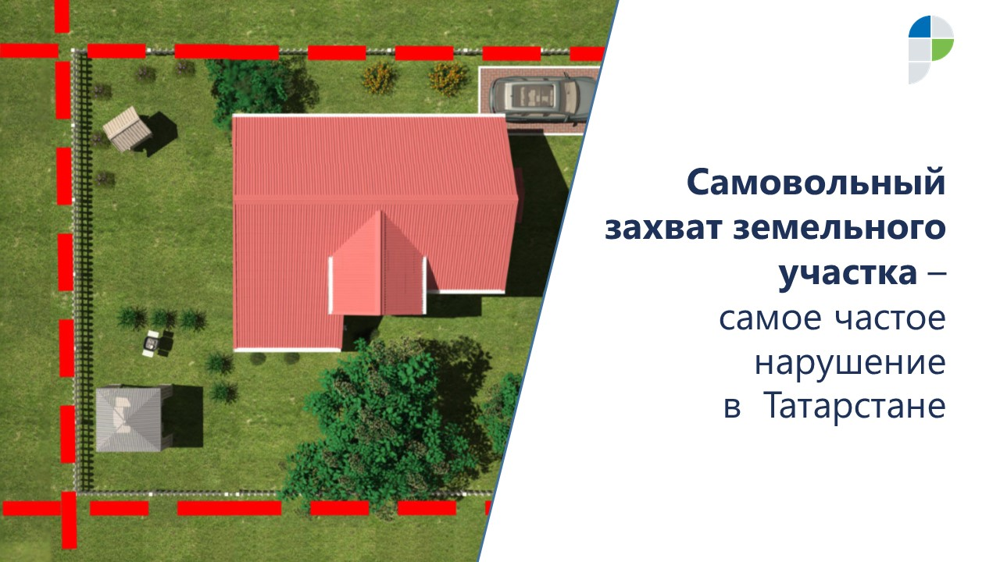 Самовольный
захват земельного
участка –
самое частое
нарушение
в Татарстане